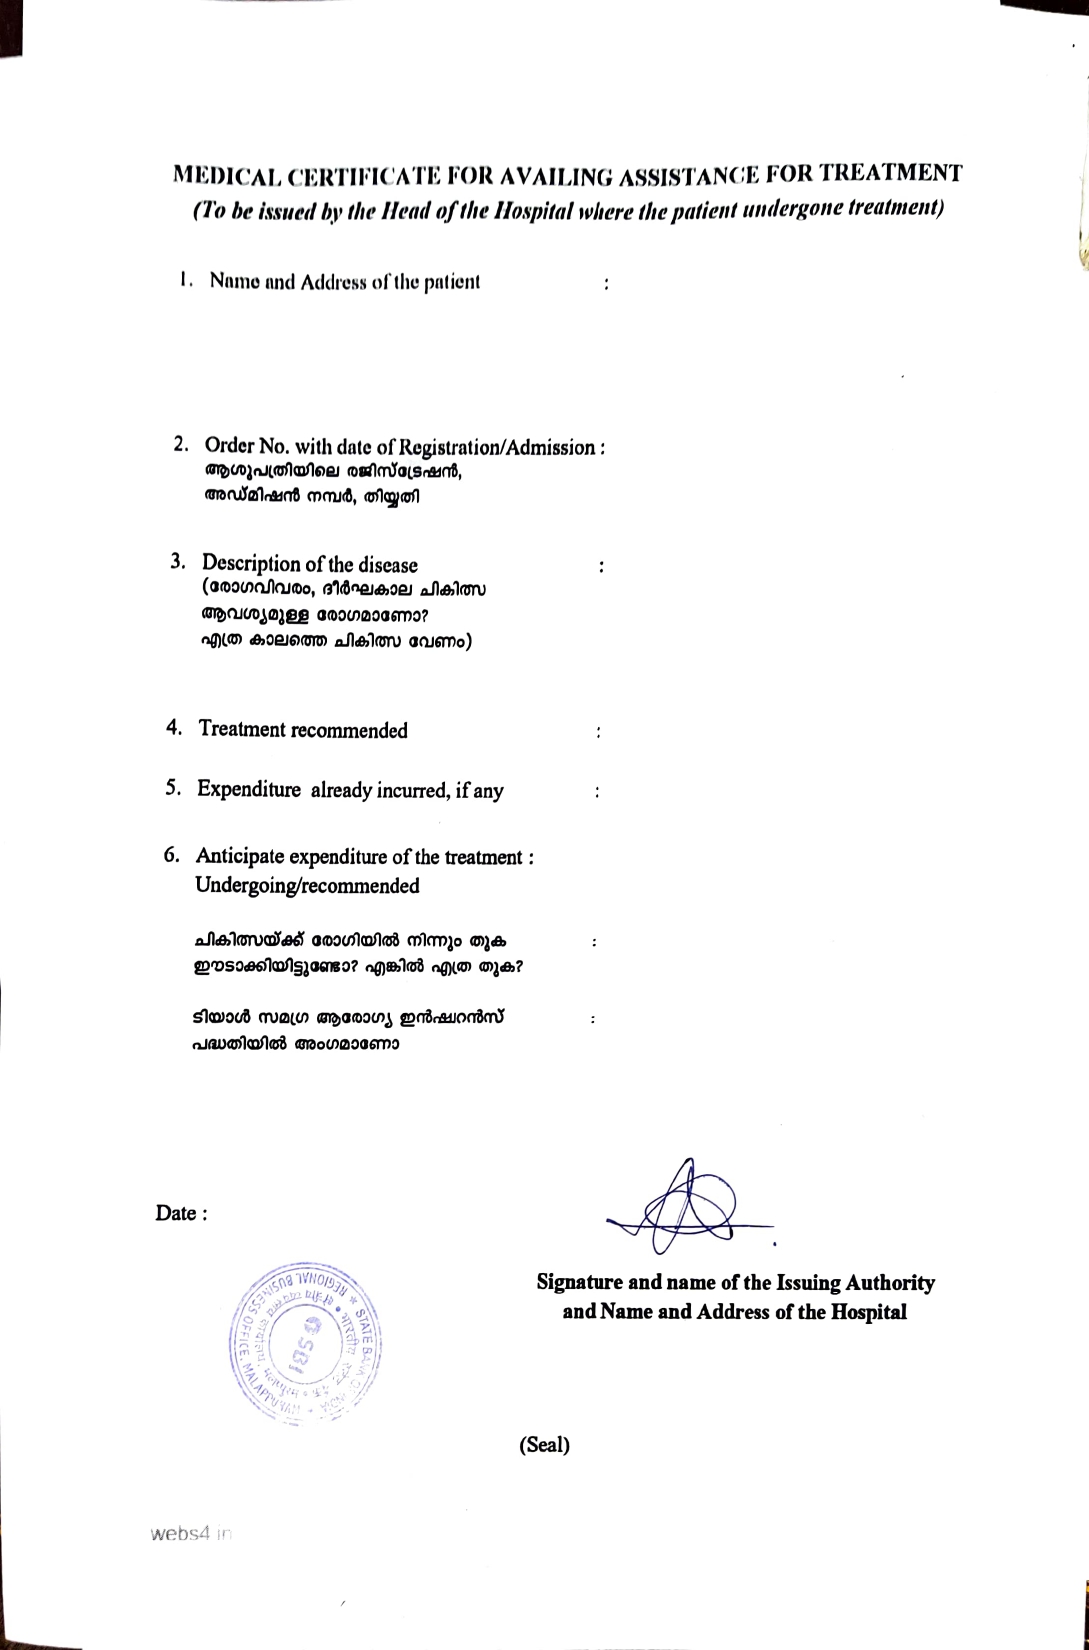 MEDICAL CERTIFICATE FOR AVAILING ASSISTANCE FOR TREATMENT
(To be issued by the Head of the Hospital where the patient undergone treatment)
1. Name and Address of the patient :
2. Order No. with date of Registration/Admission :
ആശുപത്രിയിലെ രജിസ്ട്രേഷൻ,
അഡ്മിഷൻ നമ്പർ, തിയ്യതി
3. Description of the disease :
(രോഗവിവരം, ദീർഘകാല ചികിത്സ
ആവശ്യമുള്ള രോഗമാണോ?
എത്ര കാലത്തെ ചികിത്സ വേണം)
4. Treatment recommended :
5. Expenditure already incurred, if any :
6. Anticipate expenditure of the treatment :
Undergoing/recommended
ചികിത്സയ്ക്ക് രോഗിയിൽ നിന്നും തുക :
ഈടാക്കിയിട്ടുണ്ടോ? എങ്കിൽ എത്ര തുക?
ടിയാൾ സമഗ്ര ആരോഗ്യ ഇൻഷുറൻസ് :
പദ്ധതിയിൽ അംഗമാണോ
Date :
Signature and name of the Issuing Authority
and Name and Address of the Hospital
STATE BANK OF INDIA
REGIONAL BUSINESS OFFICE, MALAPPURAM
भारतीय स्टेट बैंक
SBI
(Seal)
webs4 in